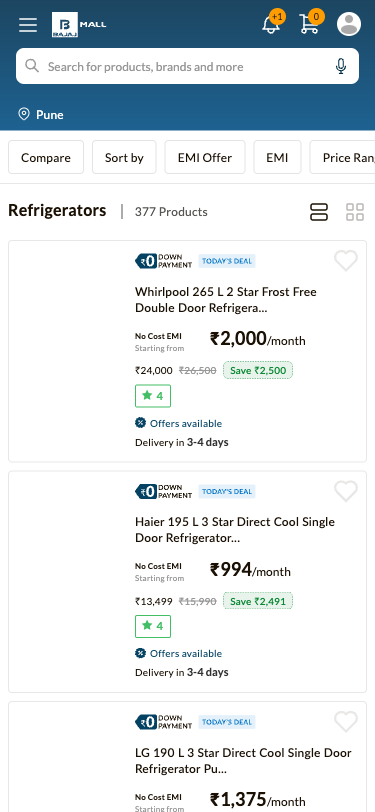 B
BAJAJ
MALL
+1
0
Search for products, brands and more
Pune
Compare
Sort by
EMI Offer
EMI
Price Ran
Refrigerators | 377 Products
₹0 DOWN PAYMENT TODAY'S DEAL
Whirlpool 265 L 2 Star Frost Free
Double Door Refrigera...
No Cost EMI
Starting from
₹2,000/month
₹24,000 ₹26,500 Save ₹2,500
4
Offers available
Delivery in 3-4 days
₹0 DOWN PAYMENT TODAY'S DEAL
Haier 195 L 3 Star Direct Cool Single
Door Refrigerator...
No Cost EMI
Starting from
₹994/month
₹13,499 ₹15,990 Save ₹2,491
4
Offers available
Delivery in 3-4 days
₹0 DOWN PAYMENT TODAY'S DEAL
LG 190 L 3 Star Direct Cool Single Door
Refrigerator Pu...
No Cost EMI
Starting from
₹1,375/month